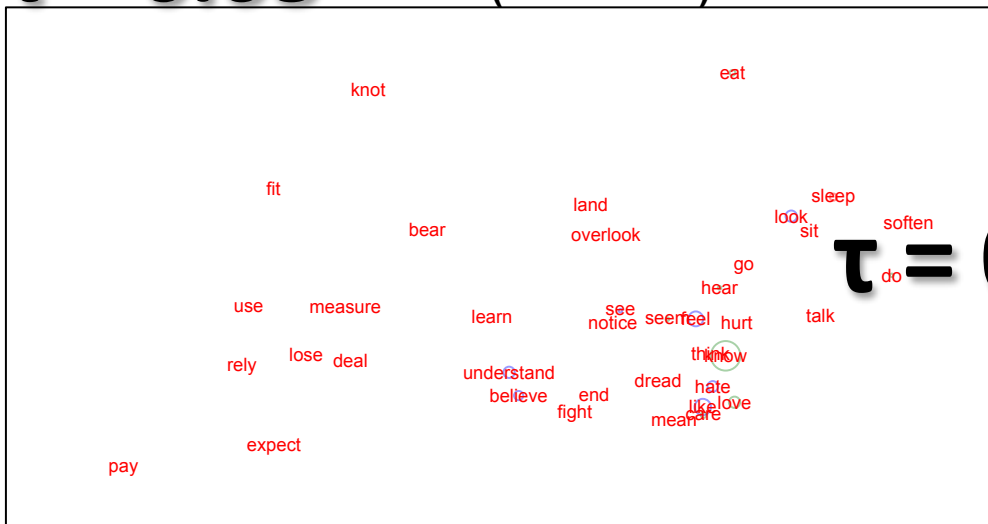 eat
knot
fit
sleep
land
look
bear
overlook
sit
soften
go
τ = 
do
hear
use
measure
see
learn
notice
seem
feel
hurt
talk
lose
think
know
rely
deal
understand
dread
hate
believe
end
like
love
fight
mean
care
expect
pay